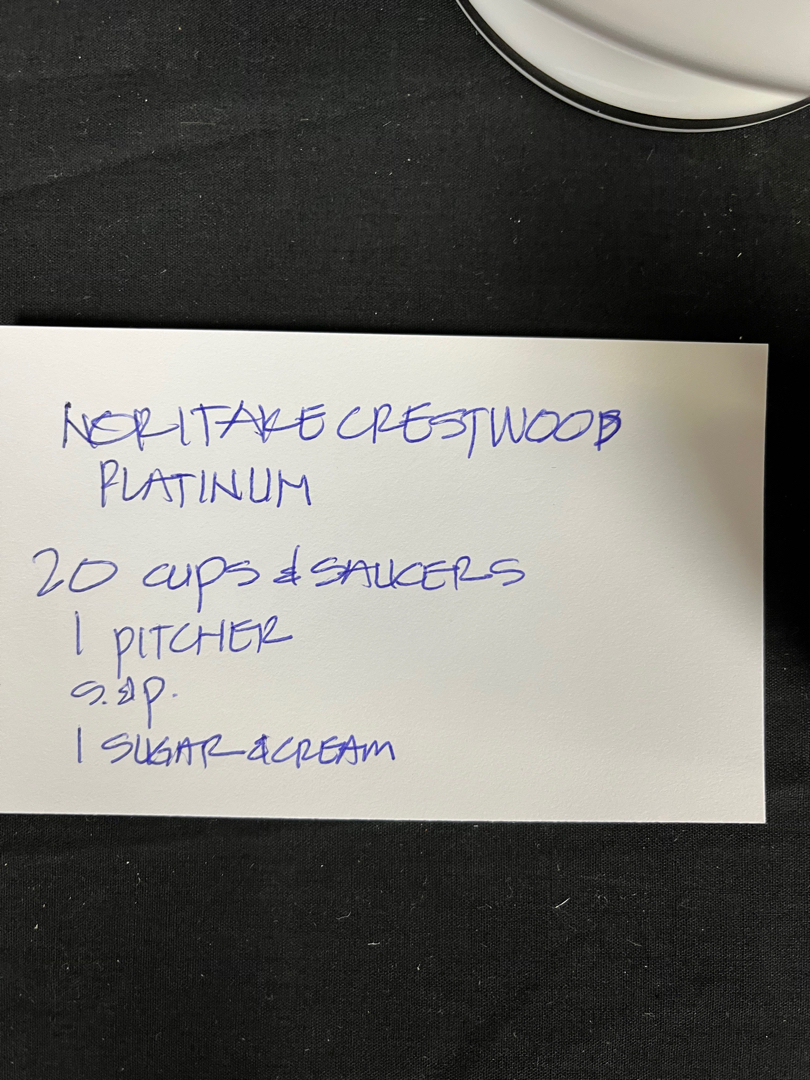 NORITAKE CRESTWOOD
PLATINUM
20 cups & SAUCERS
1 PITCHER
S. & p.
1 SUGAR & CREAM